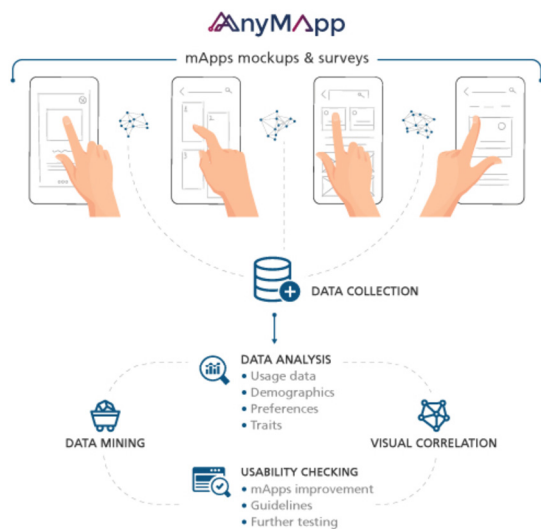 AnyMApp
mApps mockups & surveys
DATA COLLECTION
DATA ANALYSIS
• Usage data
• Demographics
• Preferences
• Traits
DATA MINING
VISUAL CORRELATION
USABILITY CHECKING
• mApps improvement
• Guidelines
• Further testing